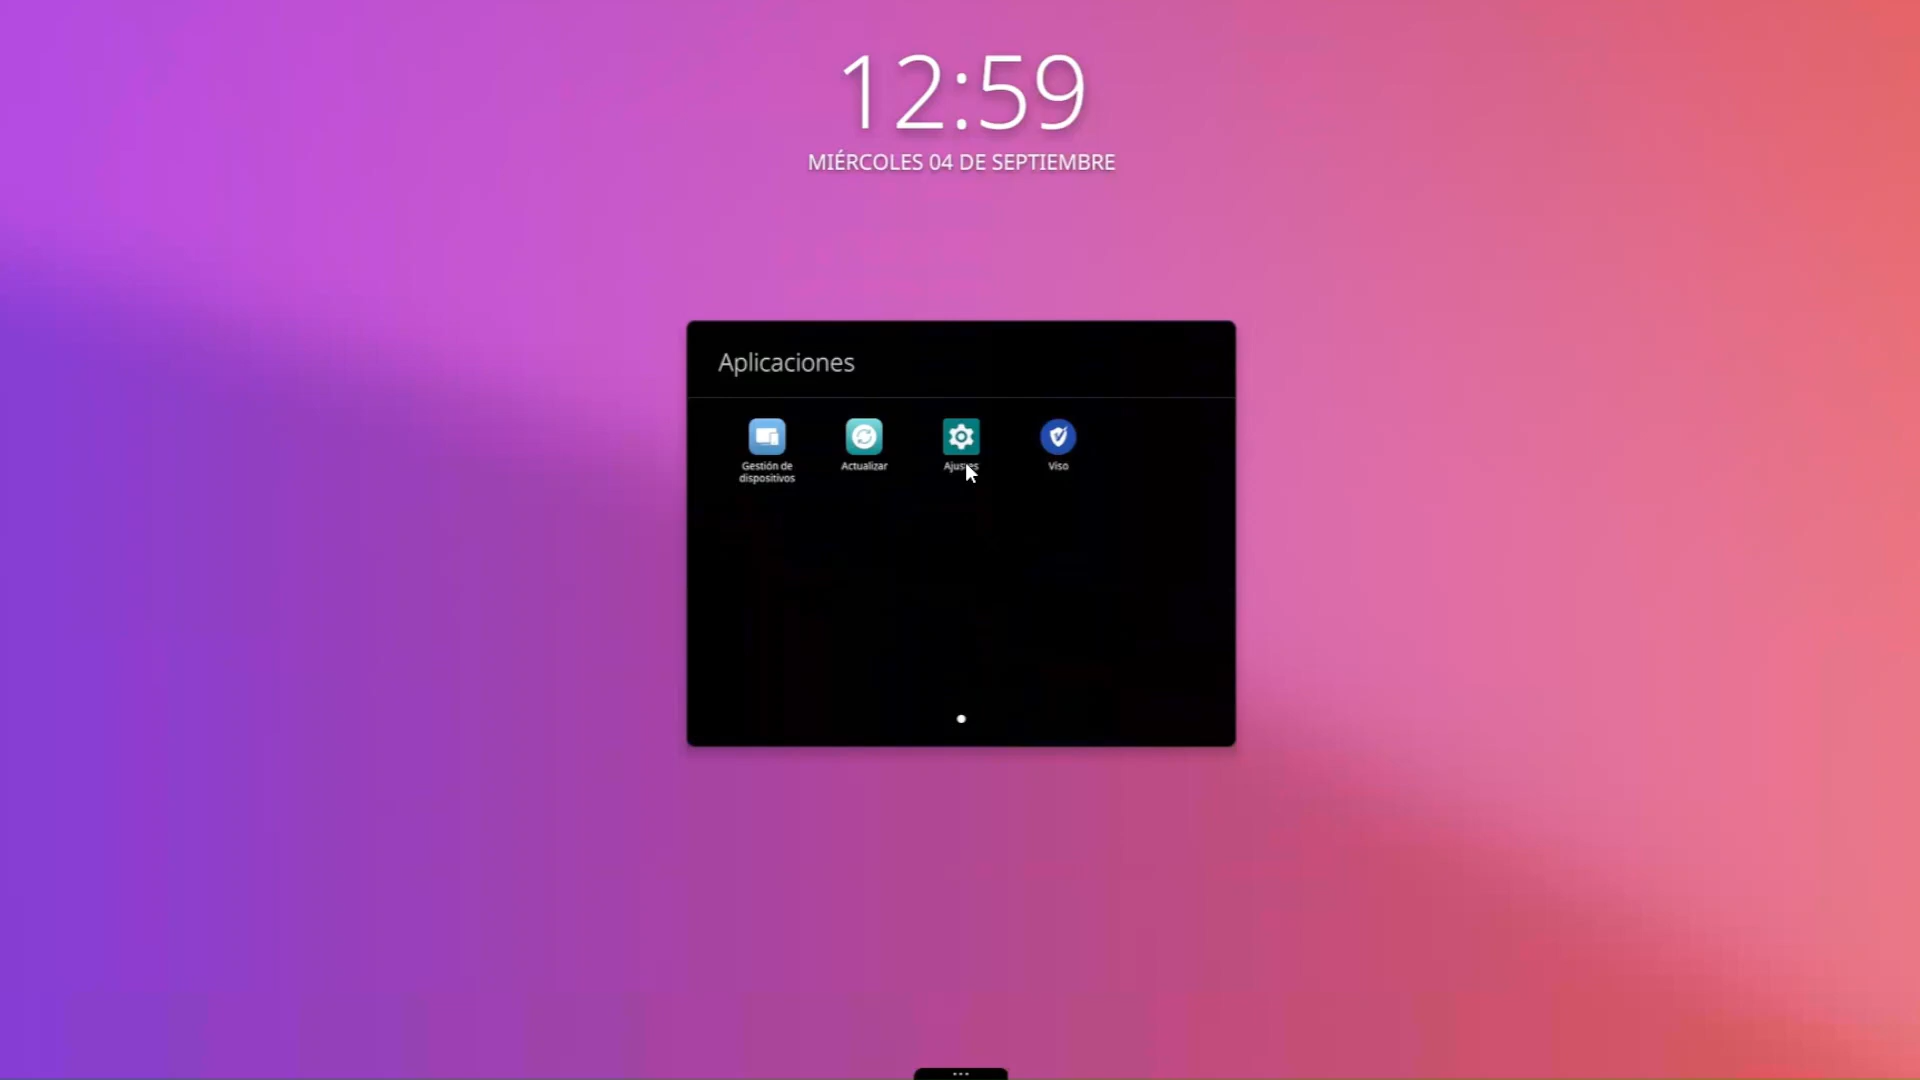 12:59
MIÉRCOLES 04 DE SEPTIEMBRE
Aplicaciones
Gestión de
dispositivos
Actualizar
Ajustes
Viso